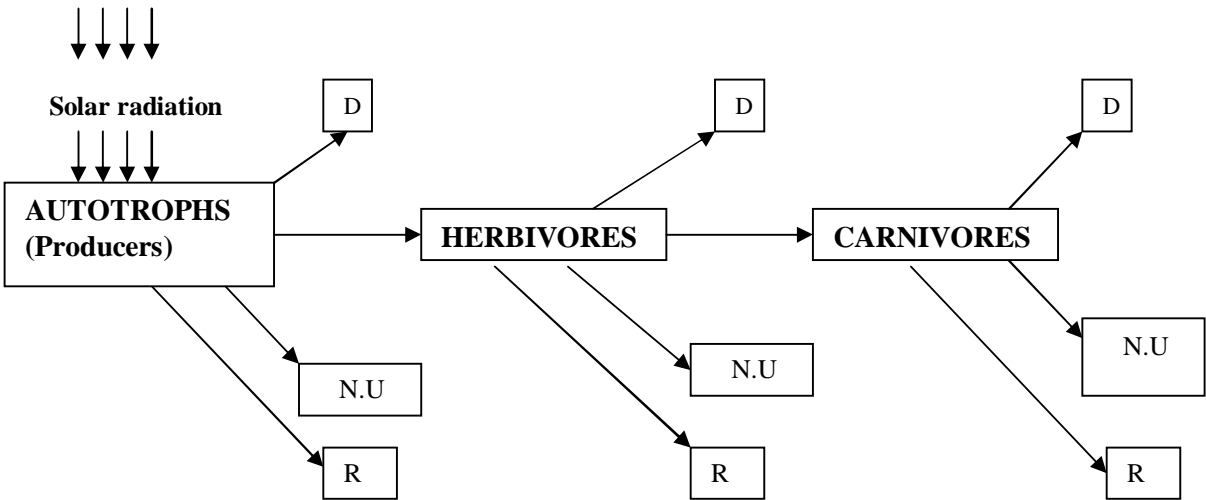 Solar radiation
D
D
D
AUTOTROPHS
(Producers)
HERBIVORES
CARNIVORES
N.U
N.U
N.U
R
R
R